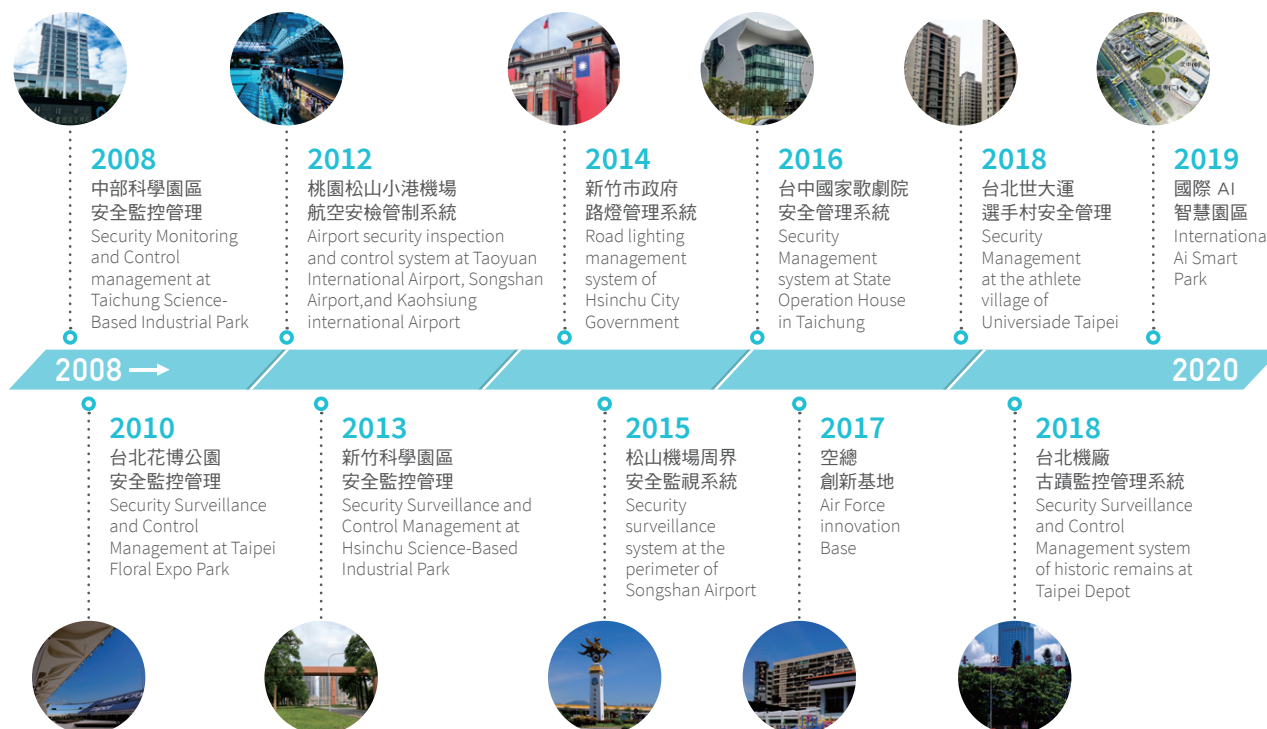 2008
中部科學園區
安全監控管理
Security Monitoring
and Control
management at
Taichung Science-
Based Industrial Park
2012
桃園松山小港機場
航空安檢管制系統
Airport security inspection
and control system at Taoyuan
International Airport, Songshan
Airport,and Kaohsiung
international Airport
2014
新竹市政府
路燈管理系統
Road lighting
management
system of
Hsinchu City
Government
2016
台中國家歌劇院
安全管理系統
Security
Management
system at State
Operation House
in Taichung
2018
台北世大運
選手村安全管理
Security
Management
at the athlete
village of
Universiade Taipei
2019
國際 AI
智慧園區
Internationa
Ai Smart
Park
2008
2020
2010
台北花博公園
安全監控管理
Security Surveillance
and Control
Management at Taipei
Floral Expo Park
2013
新竹科學園區
安全監控管理
Security Surveillance and
Control Management at
Hsinchu Science-Based
Industrial Park
2015
松山機場周界
安全監視系統
Security
surveillance
system at the
perimeter of
Songshan Airport
2017
空總
創新基地
Air Force
innovation
Base
2018
台北機廠
古蹟監控管理系統
Security Surveillance
and Control
Management system
of historic remains at
Taipei Depot